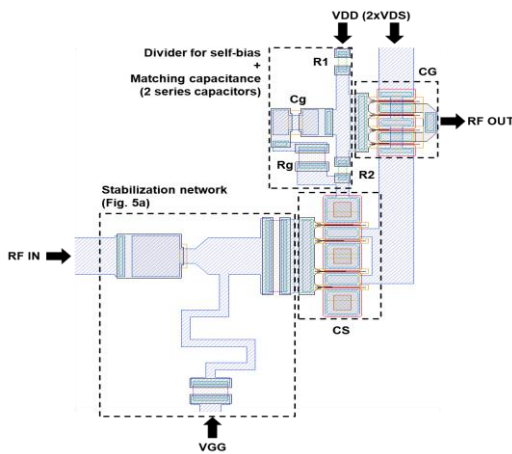 VDD (2xVDS)
Divider for self-bias
+
Matching capacitance
(2 series capacitors)
R1
CG
Cg
RF OUT
Rg
R2
Stabilization network
(Fig. 5a)
RF IN
CS
VGG